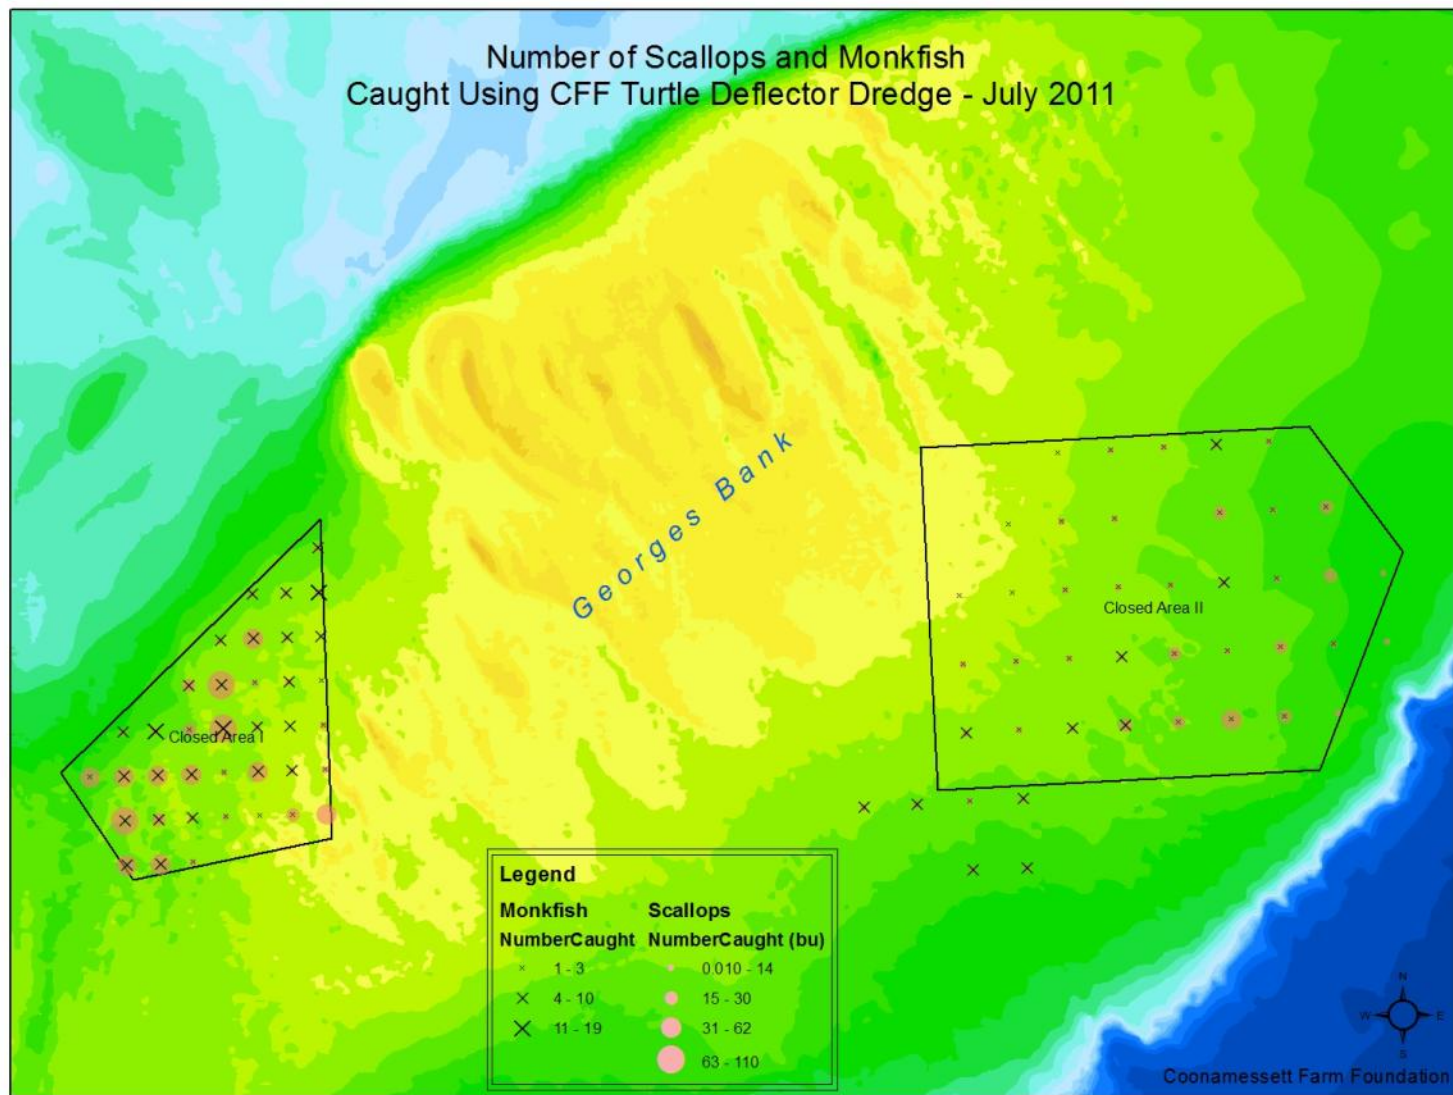 Number of Scallops and Monkfish
Caught Using CFF Turtle Deflector Dredge - July 2011
Georges Bank
Closed Area II
Closed Area I
Legend
Monkfish Scallops
NumberCaught NumberCaught (bu)
1 - 3 0.010 - 14
4 - 10 15 - 30
11 - 19 31 - 62
63 - 110
N
W E
S
Coonamessett Farm Foundation